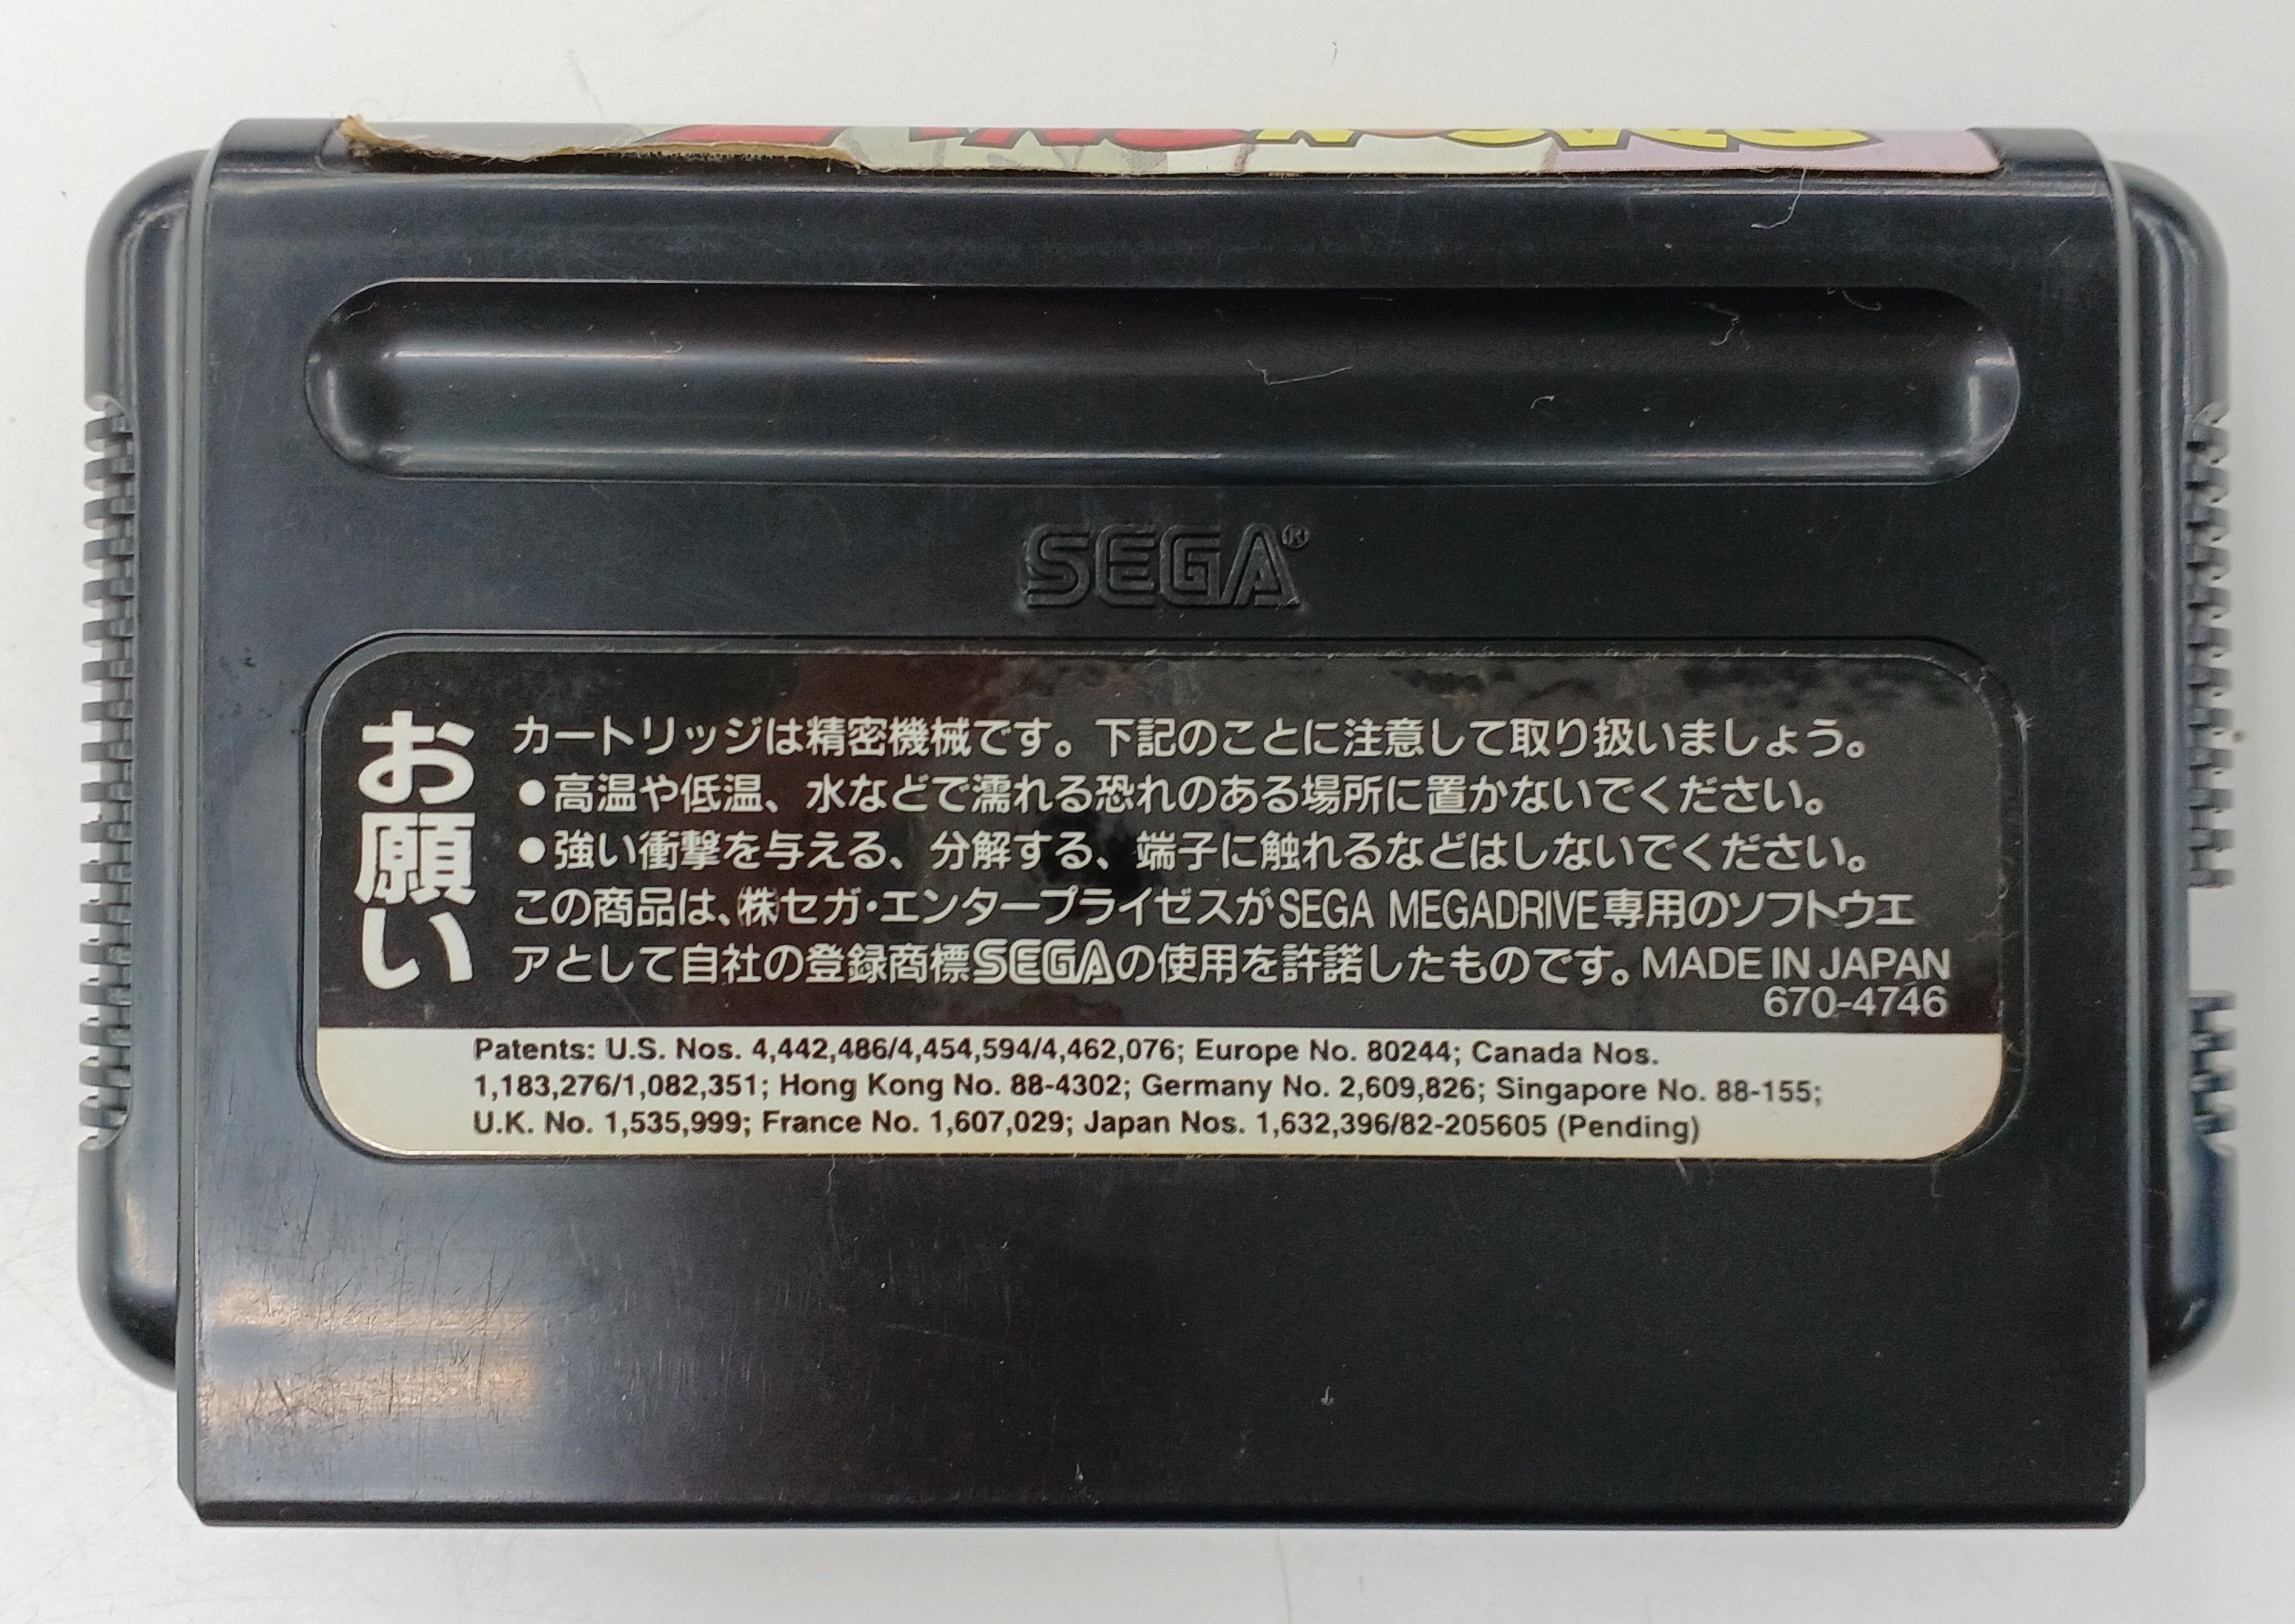 SEGA®
お願い
カートリッジは精密機械です。下記のことに注意して取り扱いましょう。
●高温や低温、水などで濡れる恐れのある場所に置かないでください。
●強い衝撃を与える、分解する、端子に触れるなどはしないでください。
この商品は、㈱セガ・エンタープライゼスがSEGA MEGADRIVE専用のソフトウエ
アとして自社の登録商標SEGAの使用を許諾したものです。MADE IN JAPAN
670-4746
Patents: U.S. Nos. 4,442,486/4,454,594/4,462,076; Europe No. 80244; Canada Nos.
1,183,276/1,082,351; Hong Kong No. 88-4302; Germany No. 2,609,826; Singapore No. 88-155;
U.K. No. 1,535,999; France No. 1,607,029; Japan Nos. 1,632,396/82-205605 (Pending)